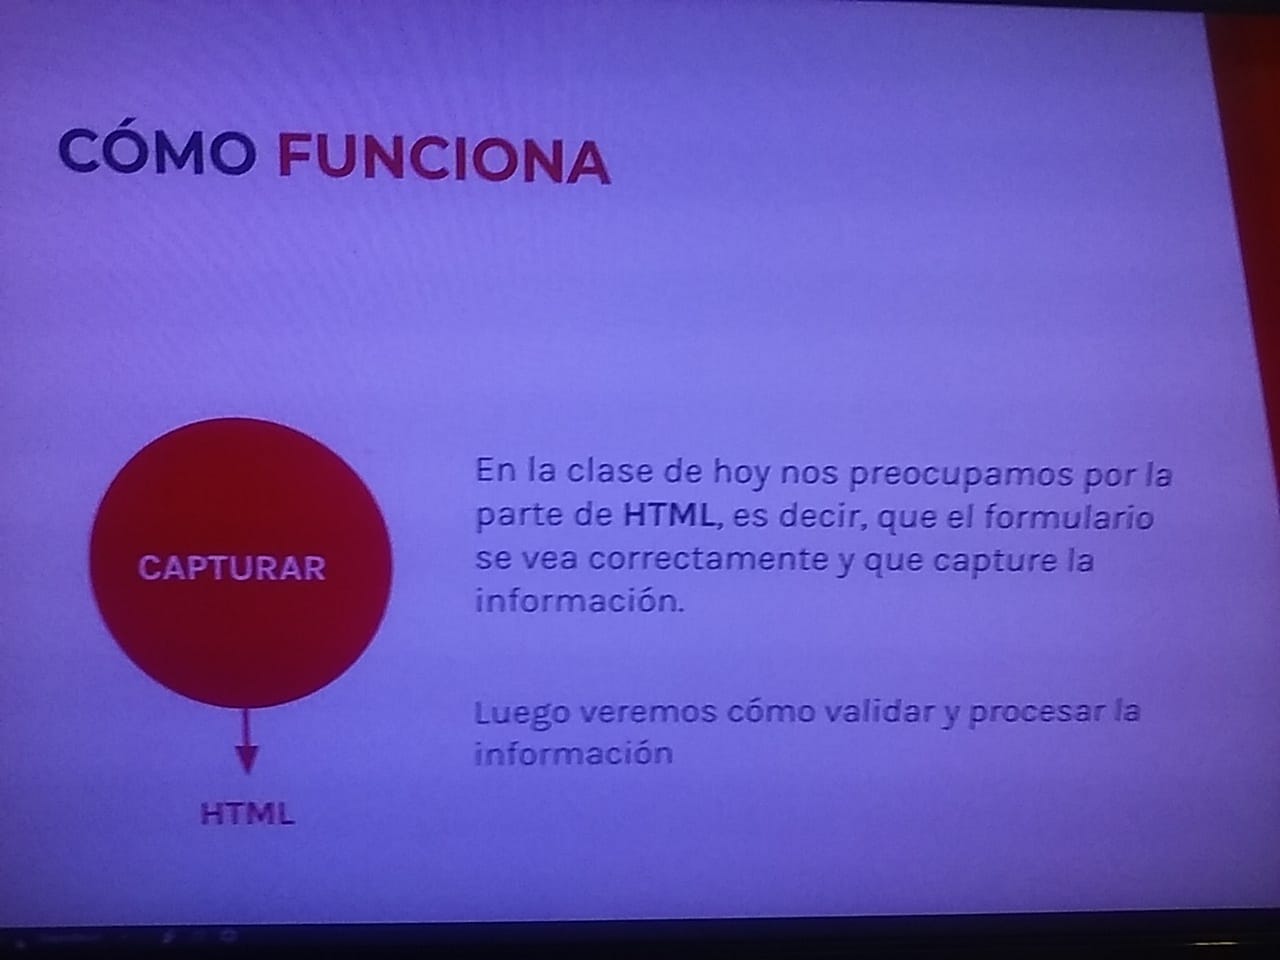 CÓMO FUNCIONA
CAPTURAR
HTML
En la clase de hoy nos preocupamos por la
parte de HTML, es decir, que el formulario
se vea correctamente y que capture la
información.
Luego veremos cómo validar y procesar la
información